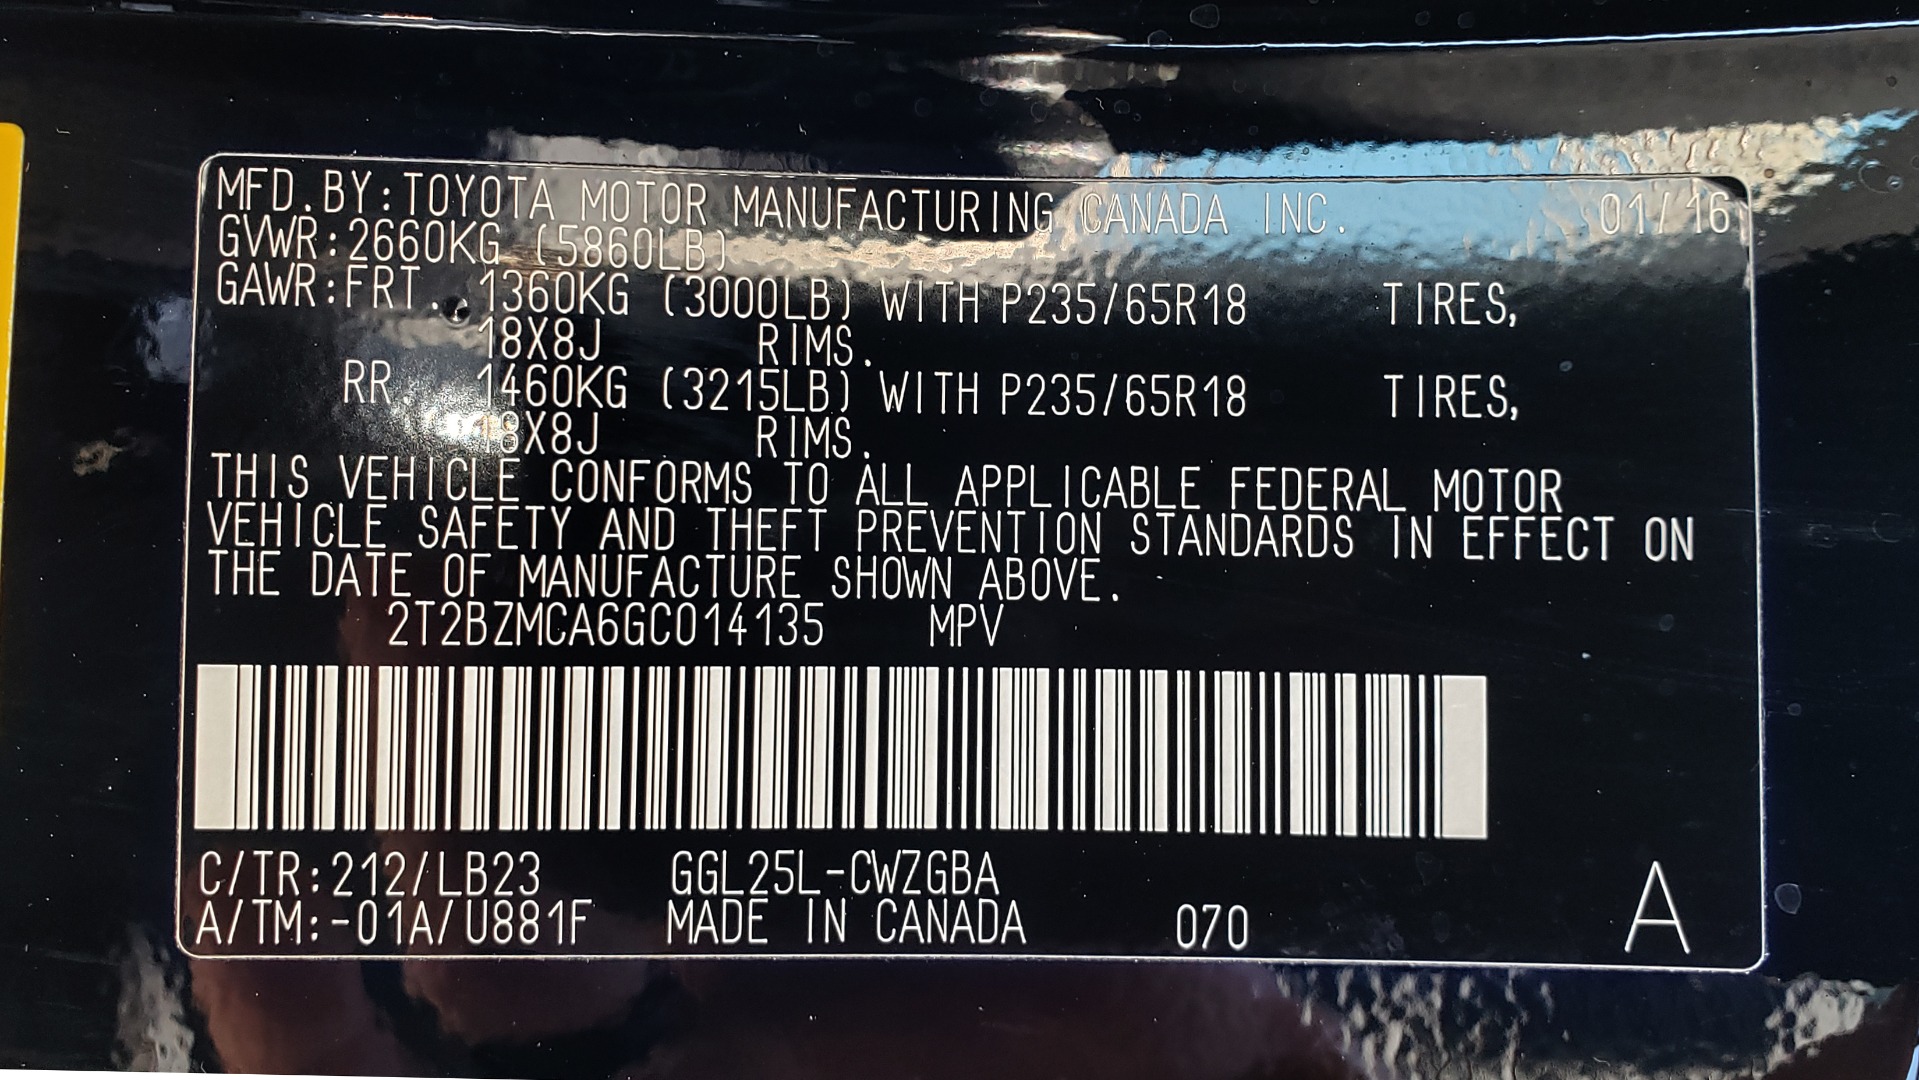 MFD.BY:TOYOTA MOTOR MANUFACTURING CANADA INC. 01/16
GVWR:2660KG (5860LB)
GAWR:FRT. 1360KG (3000LB) WITH P235/65R18 TIRES,
18X8J RIMS.
RR. 1460KG (3215LB) WITH P235/65R18 TIRES,
18X8J RIMS.
THIS VEHICLE CONFORMS TO ALL APPLICABLE FEDERAL MOTOR
VEHICLE SAFETY AND THEFT PREVENTION STANDARDS IN EFFECT ON
THE DATE OF MANUFACTURE SHOWN ABOVE.
2T2BZMCA6GC014135 MPV
C/TR:212/LB23 GGL25L-CWZGBA
A/TM:-01A/U881F MADE IN CANADA 070 A